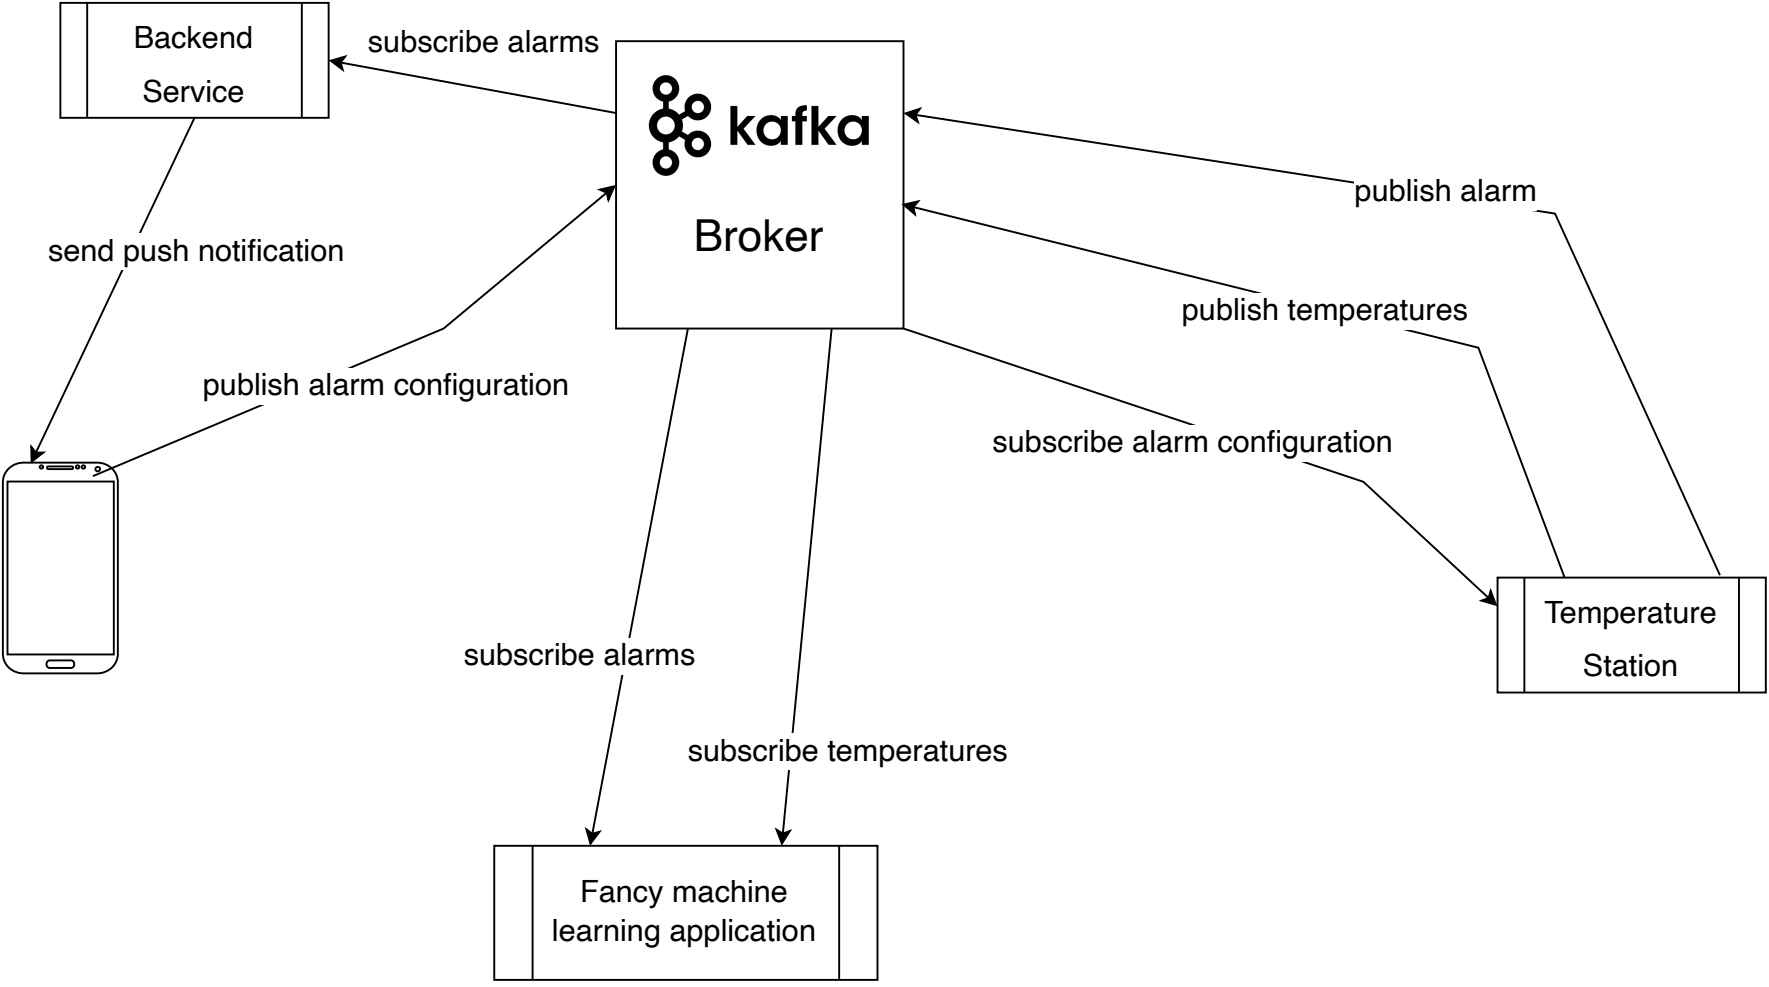 Backend
Service
subscribe alarms
kafka
Broker
publish alarm
send push notification
publish temperatures
publish alarm configuration
subscribe alarm configuration
Temperature
Station
subscribe alarms
subscribe temperatures
Fancy machine
learning application